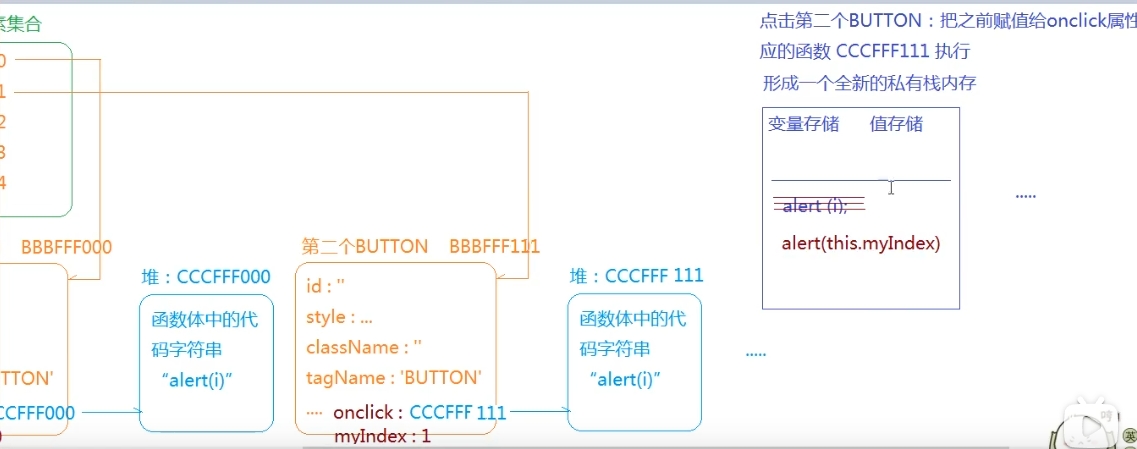 素集合
0
1
2
3
4
BBBFFF000
TTON'
CCFFF000
堆：CCCFFF000
函数体中的代
码字符串
“alert(i)”
第二个BUTTON BBBFFF111
id : ''
style : ...
className : ''
tagName : 'BUTTON'
.... onclick : CCCFFF 111
myIndex : 1
堆：CCCFFF 111
函数体中的代
码字符串
“alert(i)”
点击第二个BUTTON：把之前赋值给onclick属性
应的函数 CCCFFF111 执行
形成一个全新的私有栈内存
变量存储 值存储
alert (i);
alert(this.myIndex)
.....
.....
英